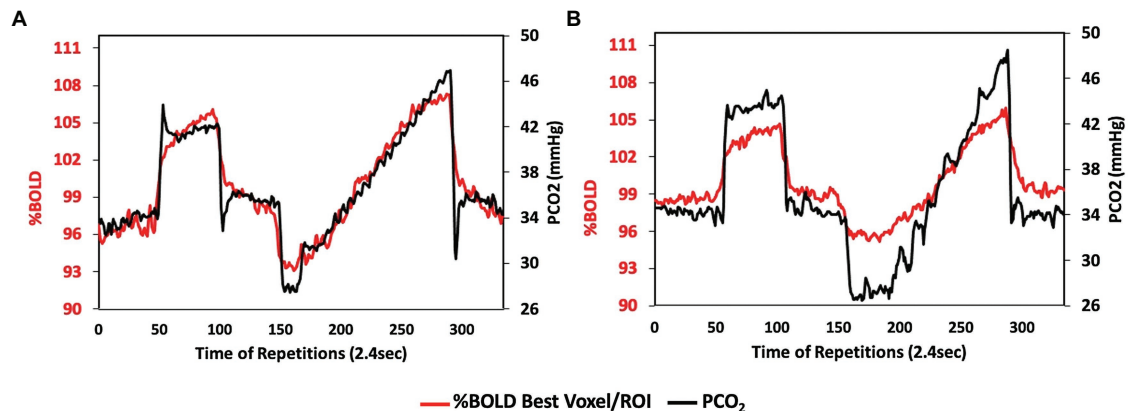 A
111
108
105
102
99
96
93
90
%BOLD
50
46
42
38
34
30
26
PCO2 (mmHg)
0 50 100 150 200 250 300
Time of Repetitions (2.4sec)
B
111
108
105
102
99
96
93
90
%BOLD
50
46
42
38
34
30
26
PCO2 (mmHg)
0 50 100 150 200 250 300
Time of Repetitions (2.4sec)
%BOLD Best Voxel/ROI PCO₂